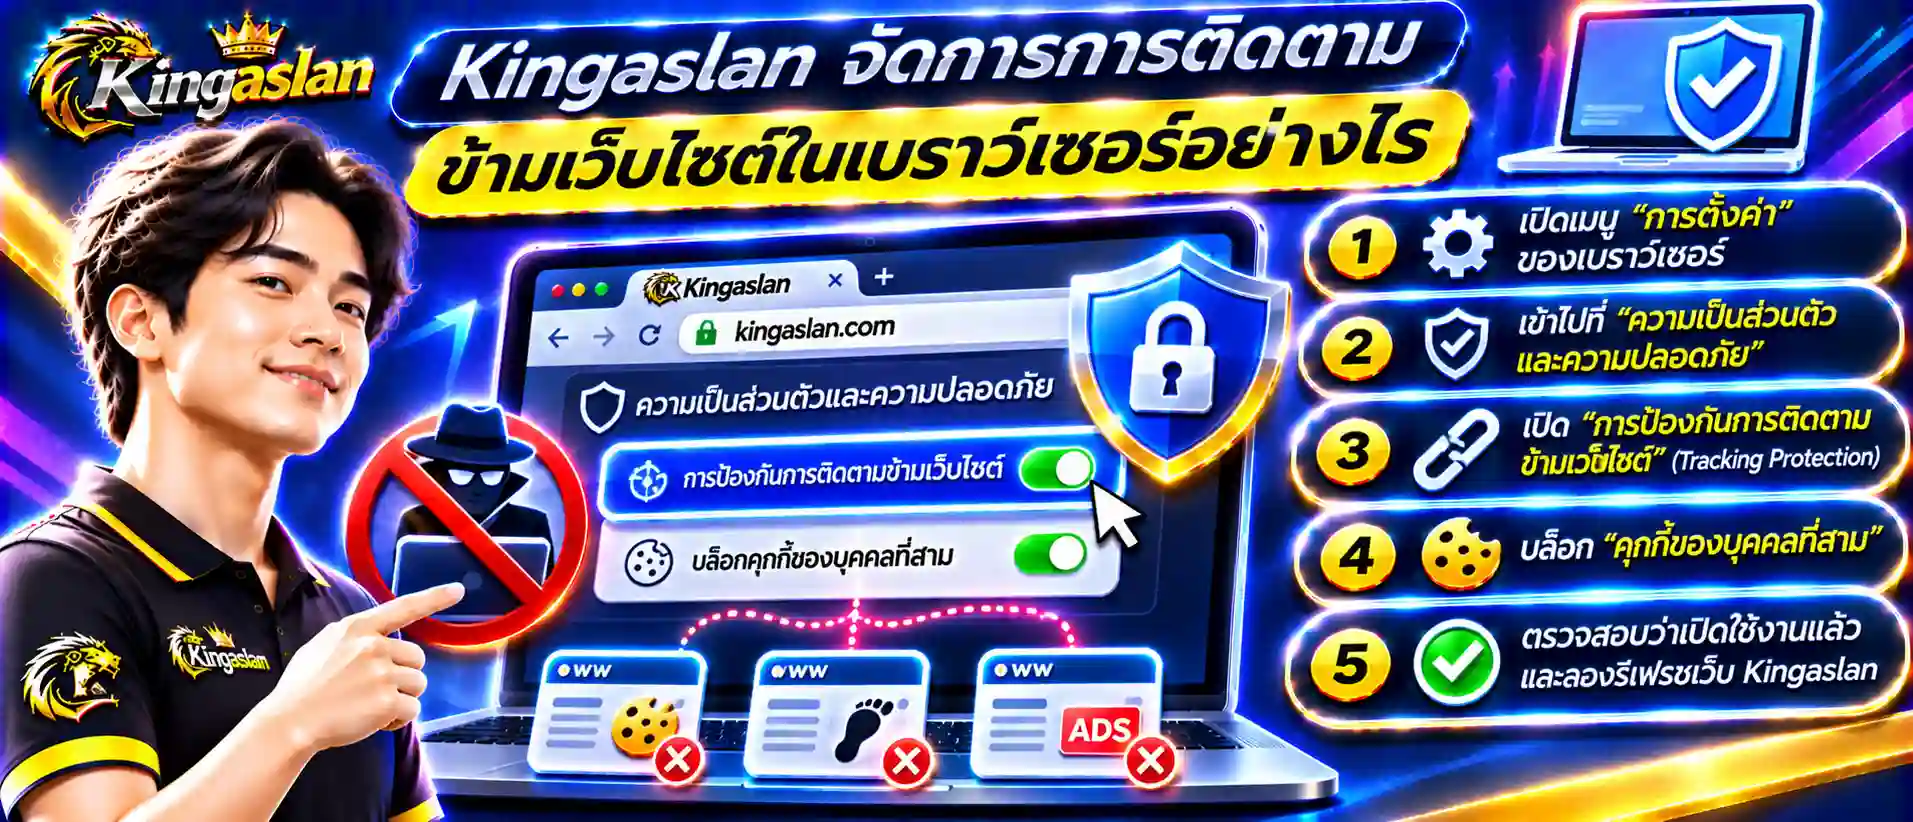 Kingaslan
Kingaslan จัดการการติดตาม
ข้ามเว็บไซต์ในเบราว์เซอร์อย่างไร
Kingaslan
kingaslan.com
ความเป็นส่วนตัวและความปลอดภัย
การป้องกันการติดตามข้ามเว็บไซต์
บล็อกคุกกี้ของบุคคลที่สาม
WW
WW
WW
ADS
Kingaslan
1
เปิดเมนู “การตั้งค่า”
ของเบราว์เซอร์
2
เข้าไปที่ “ความเป็นส่วนตัว
และความปลอดภัย”
3
เปิด “การป้องกันการติดตาม
ข้ามเว็บไซต์” (Tracking Protection)
4
บล็อก “คุกกี้ของบุคคลที่สาม”
5
ตรวจสอบว่าเปิดใช้งานแล้ว
และลองรีเฟรชเว็บ Kingaslan